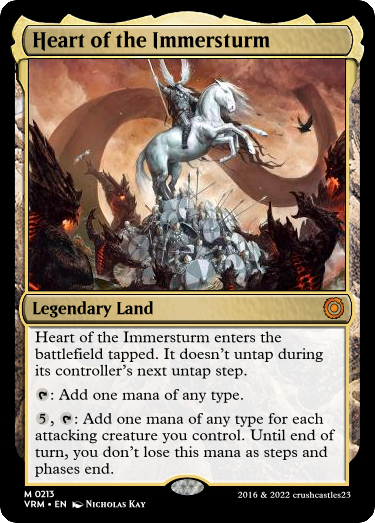 Heart of the Immersturm
Legendary Land
Heart of the Immersturm enters the
battlefield tapped. It doesn't untap during
its controller's next untap step.
: Add one mana of any type.
5, : Add one mana of any type for each
attacking creature you control. Until end of
turn, you don't lose this mana as steps and
phases end.
M 0213
VRM • EN Nicholas Kay
2016 & 2022 crushcastles23